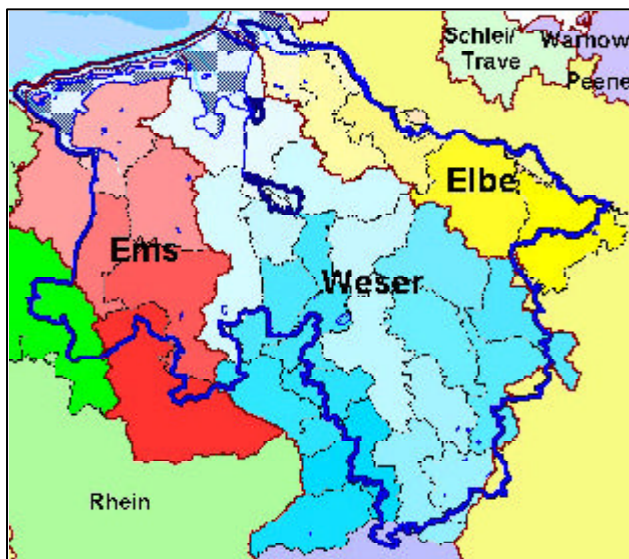 Schlei/
Trave
Warnow
Peene
Elbe
Ems
Weser
Rhein